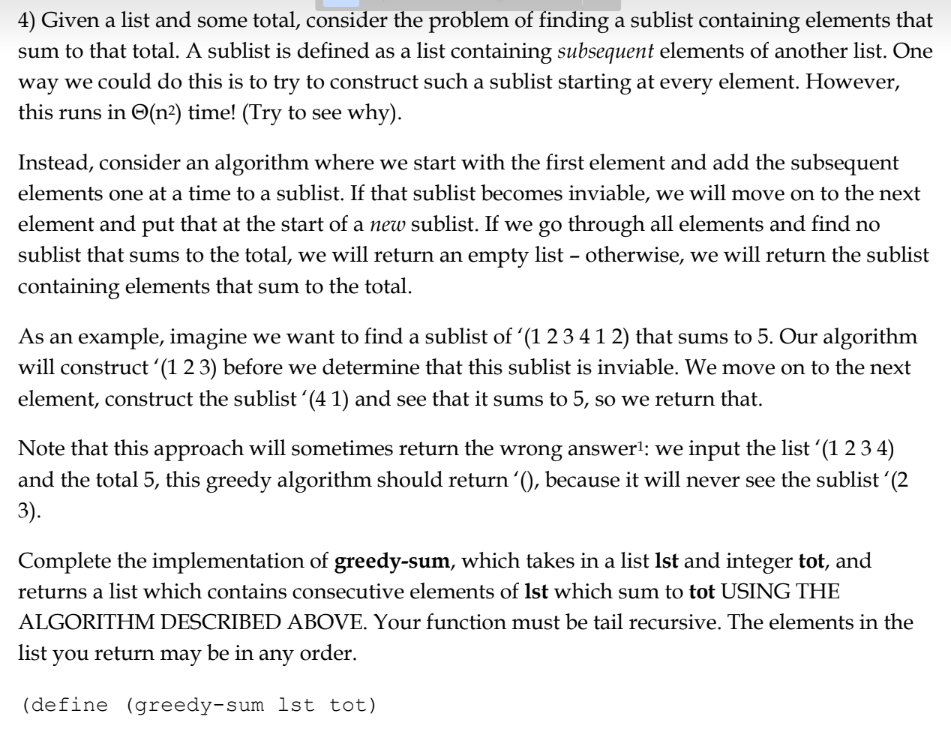 4) Given a list and some total, consider the problem of finding a sublist containing elements that
sum to that total. A sublist is defined as a list containing subsequent elements of another list. One
way we could do this is to try to construct such a sublist starting at every element. However,
this runs in Θ(n²) time! (Try to see why).
Instead, consider an algorithm where we start with the first element and add the subsequent
elements one at a time to a sublist. If that sublist becomes inviable, we will move on to the next
element and put that at the start of a new sublist. If we go through all elements and find no
sublist that sums to the total, we will return an empty list – otherwise, we will return the sublist
containing elements that sum to the total.
As an example, imagine we want to find a sublist of ‘(1 2 3 4 1 2) that sums to 5. Our algorithm
will construct ‘(1 2 3) before we determine that this sublist is inviable. We move on to the next
element, construct the sublist ‘(4 1) and see that it sums to 5, so we return that.
Note that this approach will sometimes return the wrong answer¹: we input the list ‘(1 2 3 4)
and the total 5, this greedy algorithm should return ‘(), because it will never see the sublist ‘(2
3).
Complete the implementation of greedy-sum, which takes in a list lst and integer tot, and
returns a list which contains consecutive elements of lst which sum to tot USING THE
ALGORITHM DESCRIBED ABOVE. Your function must be tail recursive. The elements in the
list you return may be in any order.
(define (greedy-sum lst tot)